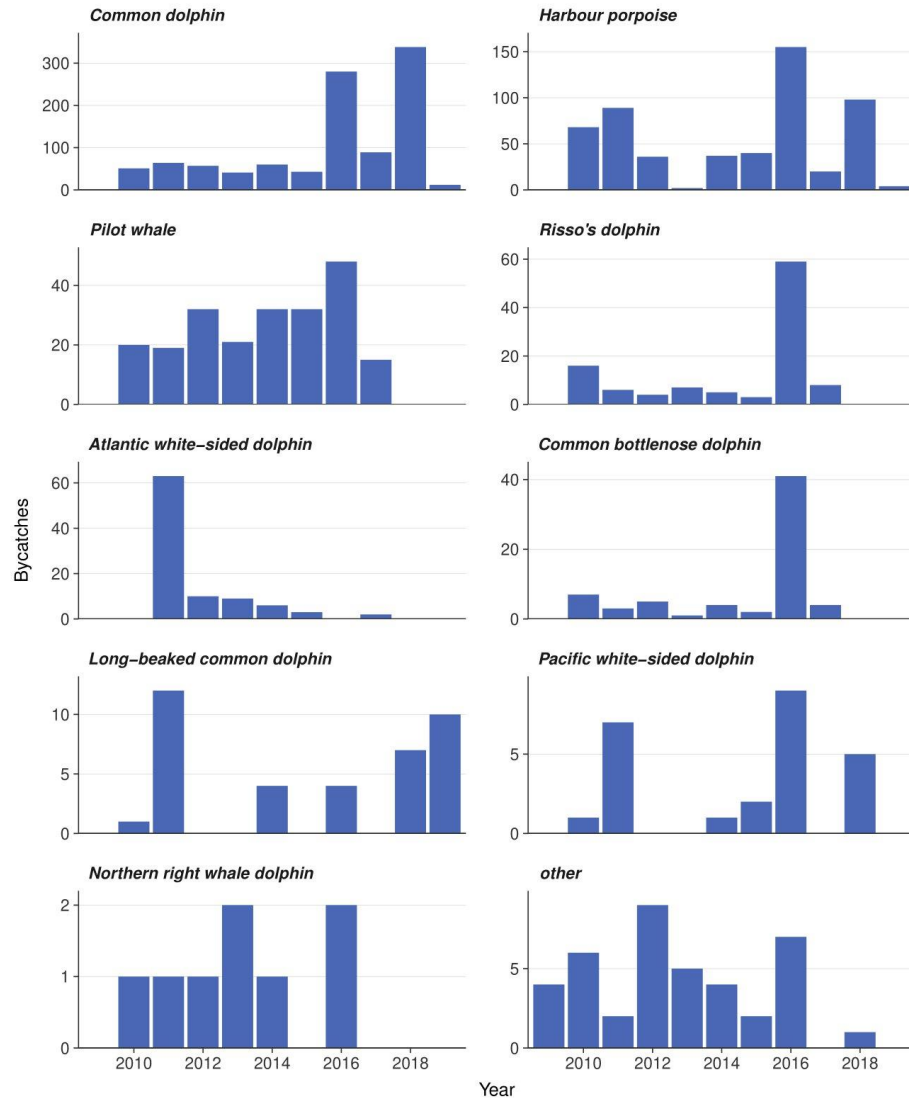 Common dolphin
300
200
100
0
Harbour porpoise
150
100
50
0
Pilot whale
40
20
0
Risso's dolphin
60
40
20
0
Atlantic white−sided dolphin
60
40
20
0
Common bottlenose dolphin
40
20
0
Bycatches
Long−beaked common dolphin
10
5
0
Pacific white−sided dolphin
5
0
Northern right whale dolphin
2
1
0
2010 2012 2014 2016 2018
other
5
0
2010 2012 2014 2016 2018
Year